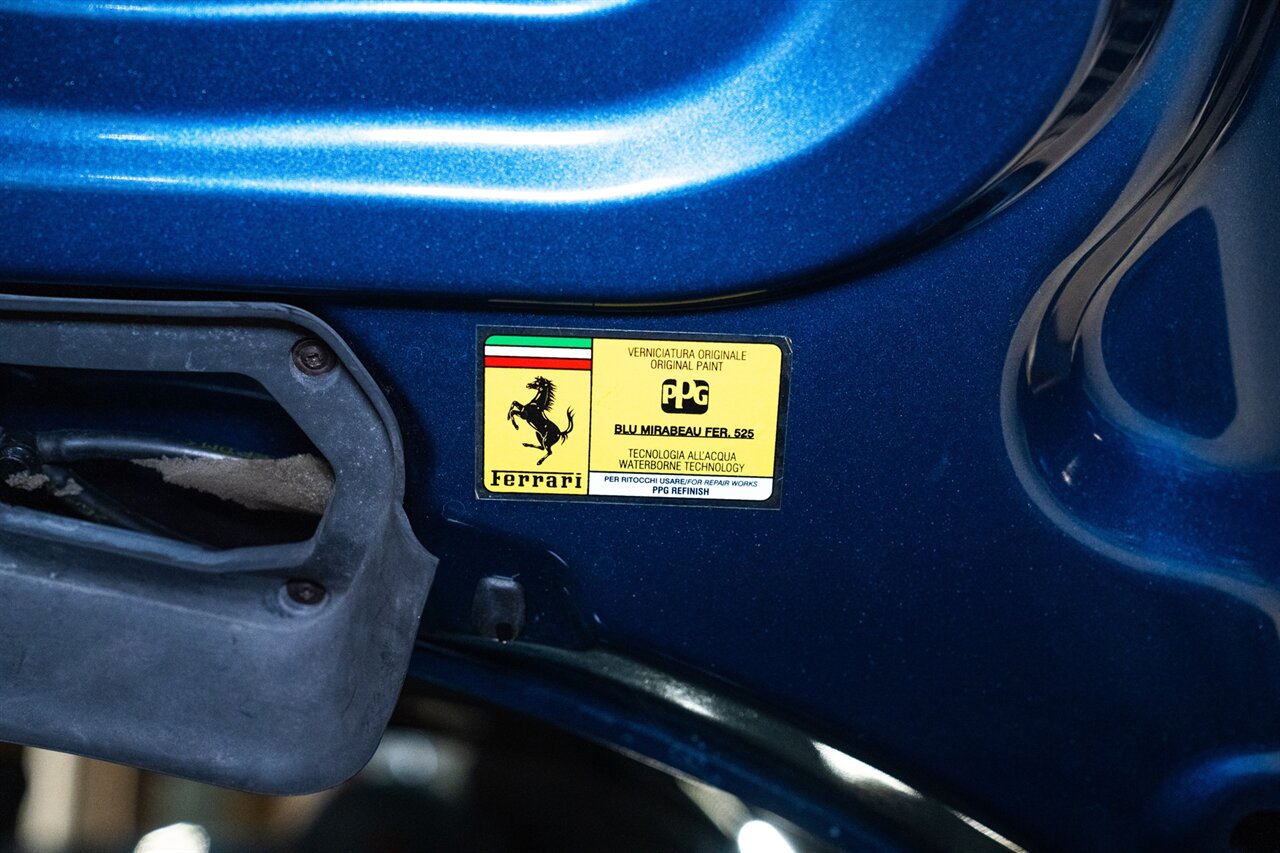 Ferrari
VERNICIATURA ORIGINALE
ORIGINAL PAINT
PPG
BLU MIRABEAU FER. 525
TECNOLOGIA ALL'ACQUA
WATERBORNE TECHNOLOGY
PER RITOCCHI USARE/FOR REPAIR WORKS
PPG REFINISH